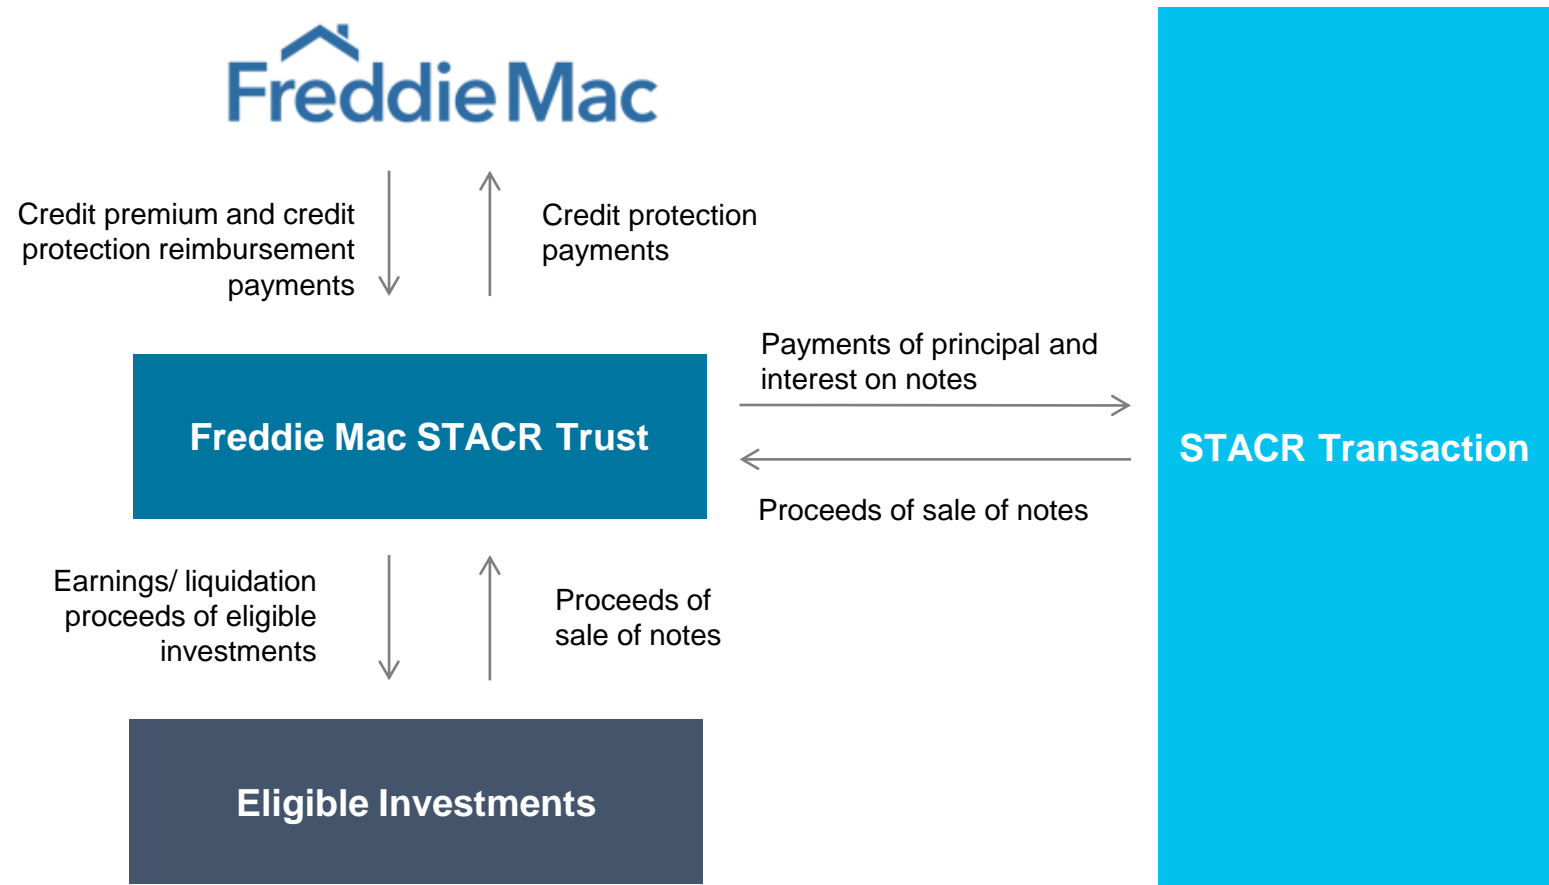 Freddie Mac
Credit premium and credit
protection reimbursement
payments
Credit protection
payments
Payments of principal and
interest on notes
Freddie Mac STACR Trust
STACR Transaction
Proceeds of sale of notes
Earnings/ liquidation
proceeds of eligible
investments
Proceeds of
sale of notes
Eligible Investments